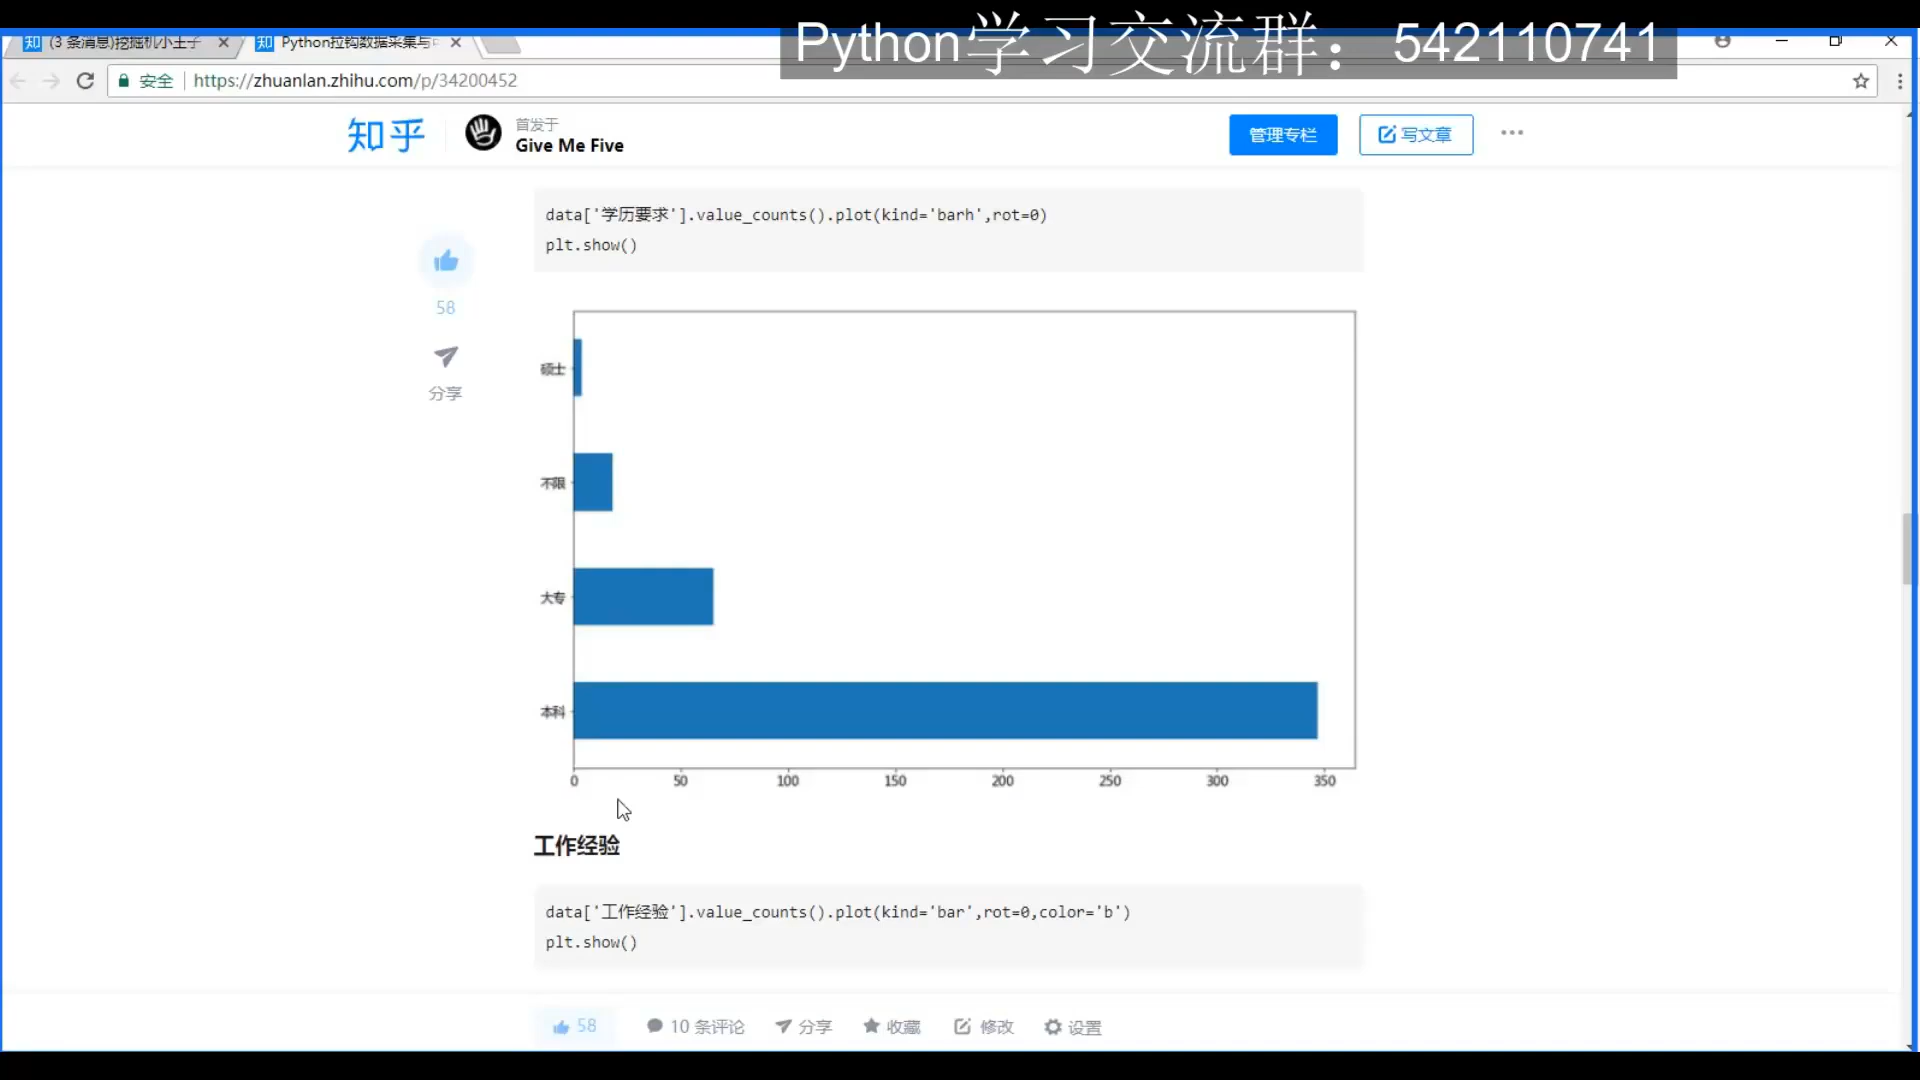 Python学习交流群：542110741
知 (3 条消息)挖掘机小王子
知 Python拉钩数据采集与
安全
https://zhuanlan.zhihu.com/p/34200452
知乎
首发于
Give Me Five
管理专栏
写文章
data['学历要求'].value_counts().plot(kind='barh',rot=0)
plt.show()
58
分享
硕士
不限
大专
本科
0 50 100 150 200 250 300 350
工作经验
data['工作经验'].value_counts().plot(kind='bar',rot=0,color='b')
plt.show()
58 10 条评论 分享 收藏 修改 设置